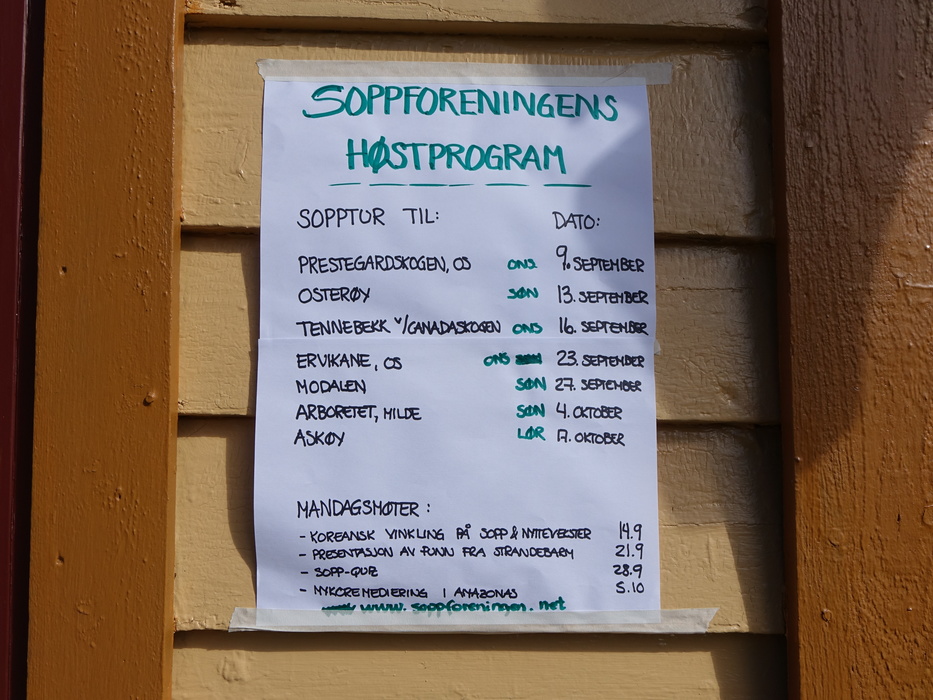 SOPPFORENINGENS
HØSTPROGRAM
SOPPTUR TIL: DATO:
PRESTEGARDSKOGEN, OS ONS 9. SEPTEMBER
OSTERØY SØN 13. SEPTEMBER
TENNEBEKK V/CANADASKOGEN ONS 16. SEPTEMBER
ERVIKANE, OS ONS 23. SEPTEMBER
MODALEN SØN 27. SEPTEMBER
ARBORETET, MILDE SØN 4. OKTOBER
ASKØY LØR 17. OKTOBER
MANDAGSMØTER:
- KOREANSK VINKLING PÅ SOPP & NYTTEVEKSTER 14.9
- PRESENTASJON AV FUNN FRA STRANDEBARM 21.9
- SOPP-QUIZ 28.9
- MYKOREMEDIERING I AMAZONAS 5.10
www.soppforeningen.net